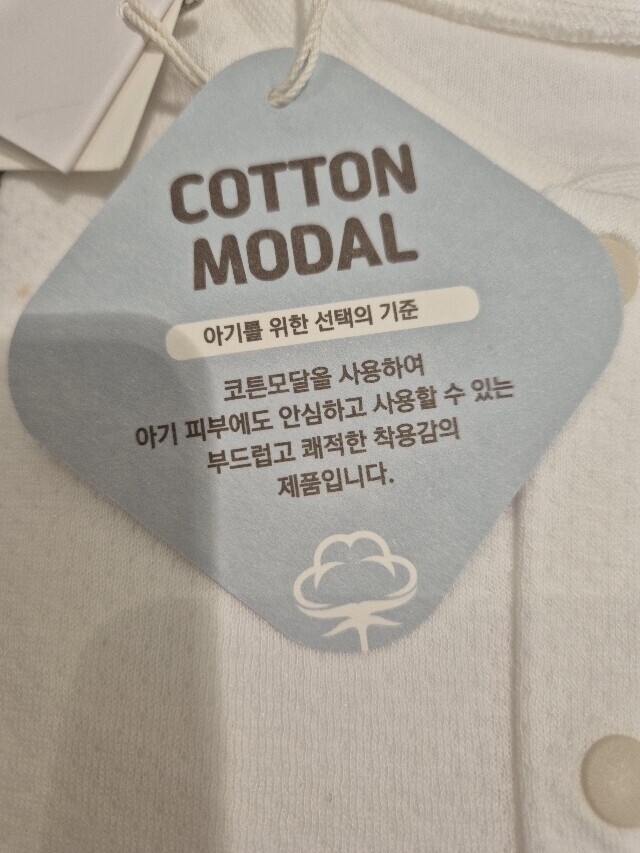 COTTON
MODAL
아기를 위한 선택의 기준
코튼모달을 사용하여
아기 피부에도 안심하고 사용할 수 있는
부드럽고 쾌적한 착용감의
제품입니다.